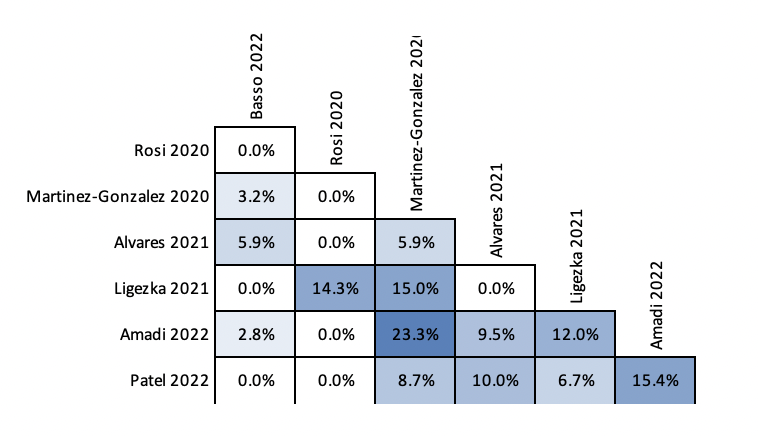 Basso 2022
Rosi 2020
Martinez-Gonzalez 202
Alvares 2021
Ligezka 2021
Amadi 2022
Rosi 2020 0.0%
Martinez-Gonzalez 2020 3.2% 0.0%
Alvares 2021 5.9% 0.0% 5.9%
Ligezka 2021 0.0% 14.3% 15.0% 0.0%
Amadi 2022 2.8% 0.0% 23.3% 9.5% 12.0%
Patel 2022 0.0% 0.0% 8.7% 10.0% 6.7% 15.4%